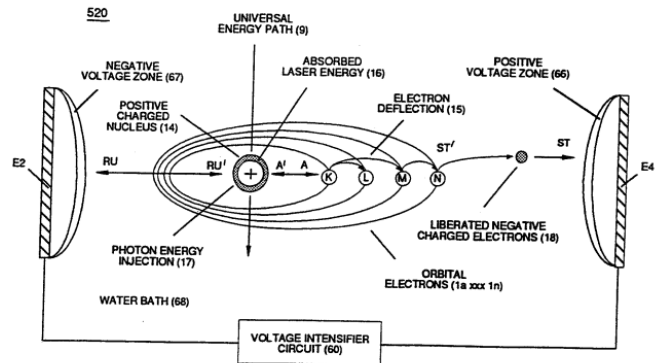 520
UNIVERSAL
ENERGY PATH (9)
NEGATIVE
VOLTAGE ZONE (67)
ABSORBED
LASER ENERGY (16)
POSITIVE
VOLTAGE ZONE (66)
POSITIVE
CHARGED
NUCLEUS (14)
ELECTRON
DEFLECTION (15)
E2
RU
RU'
+
A'
A
K
L
M
N
ST'
ST
E4
PHOTON ENERGY
INJECTION (17)
LIBERATED NEGATIVE
CHARGED ELECTRONS (18)
ORBITAL
ELECTRONS (1a xxx 1n)
WATER BATH (68)
VOLTAGE INTENSIFIER
CIRCUIT (60)